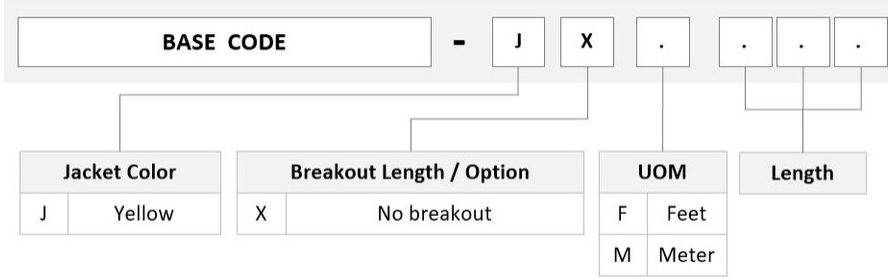 BASE CODE - J X . . . .
Jacket Color
J Yellow
Breakout Length / Option
X No breakout
UOM
F Feet
M Meter
Length